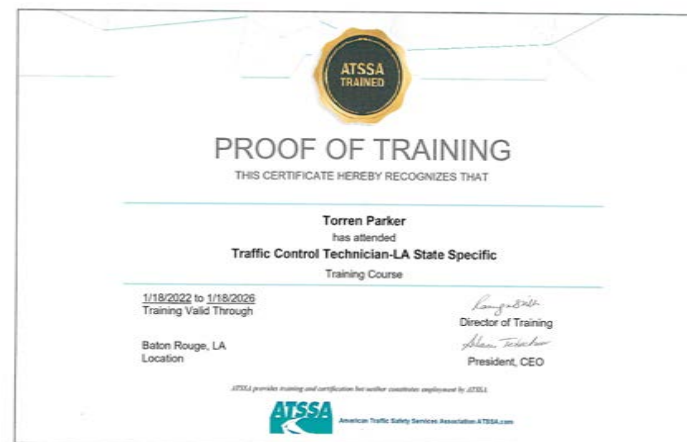 ATSSA
TRAINED
PROOF OF TRAINING
THIS CERTIFICATE HEREBY RECOGNIZES THAT
Torren Parker
has attended
Traffic Control Technician-LA State Specific
Training Course
1/18/2022 to 1/18/2026
Training Valid Through
Director of Training
Baton Rouge, LA
Location
President, CEO
ATSSA provides training and certification but neither constitutes employment by ATSSA.
ATSSA
American Traffic Safety Services Association ATSSA.com